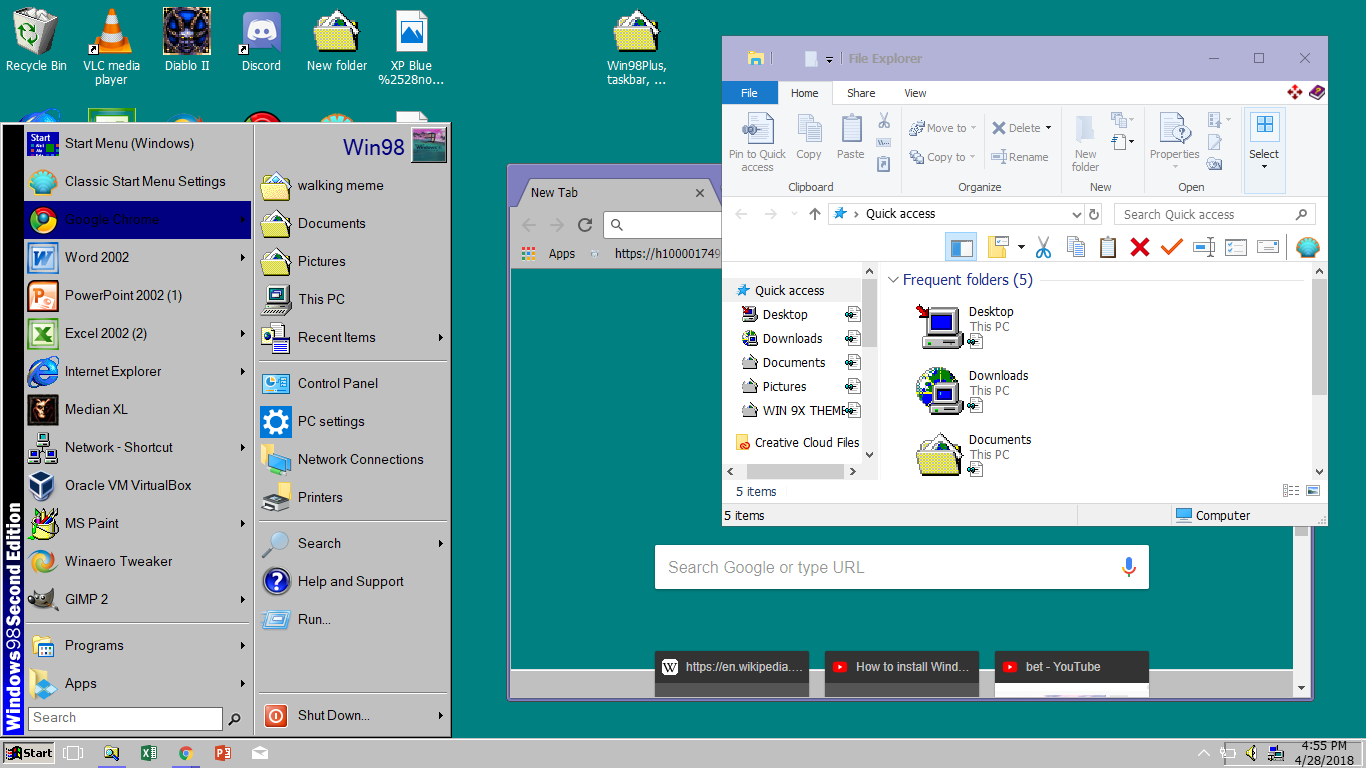 Recycle Bin
VLC media
player
Diablo II
Discord
New folder
XP Blue
%2528no...
Win98Plus,
taskbar, ...
Start Menu (Windows)
Classic Start Menu Settings
Google Chrome
Word 2002
PowerPoint 2002 (1)
Excel 2002 (2)
Internet Explorer
Median XL
Network - Shortcut
Oracle VM VirtualBox
MS Paint
Winaero Tweaker
GIMP 2
Programs
Apps
Search
Windows98Second Edition
Win98
walking meme
Documents
Pictures
This PC
Recent Items
Control Panel
PC settings
Network Connections
Printers
Search
Help and Support
Run...
Shut Down...
New Tab
Apps
https://h100001749
Search Google or type URL
https://en.wikipedia....
How to install Wind...
bet - YouTube
File Explorer
File
Home
Share
View
Pin to Quick
access
Copy
Paste
Clipboard
Move to
Copy to
Delete
Rename
Organize
New
folder
New
Properties
Open
Select
Quick access
Search Quick access
Quick access
Desktop
Downloads
Documents
Pictures
WIN 9X THEME
Creative Cloud Files
Frequent folders (5)
Desktop
This PC
Downloads
This PC
Documents
This PC
5 items
5 items
Computer
Start
4:55 PM
4/28/2018